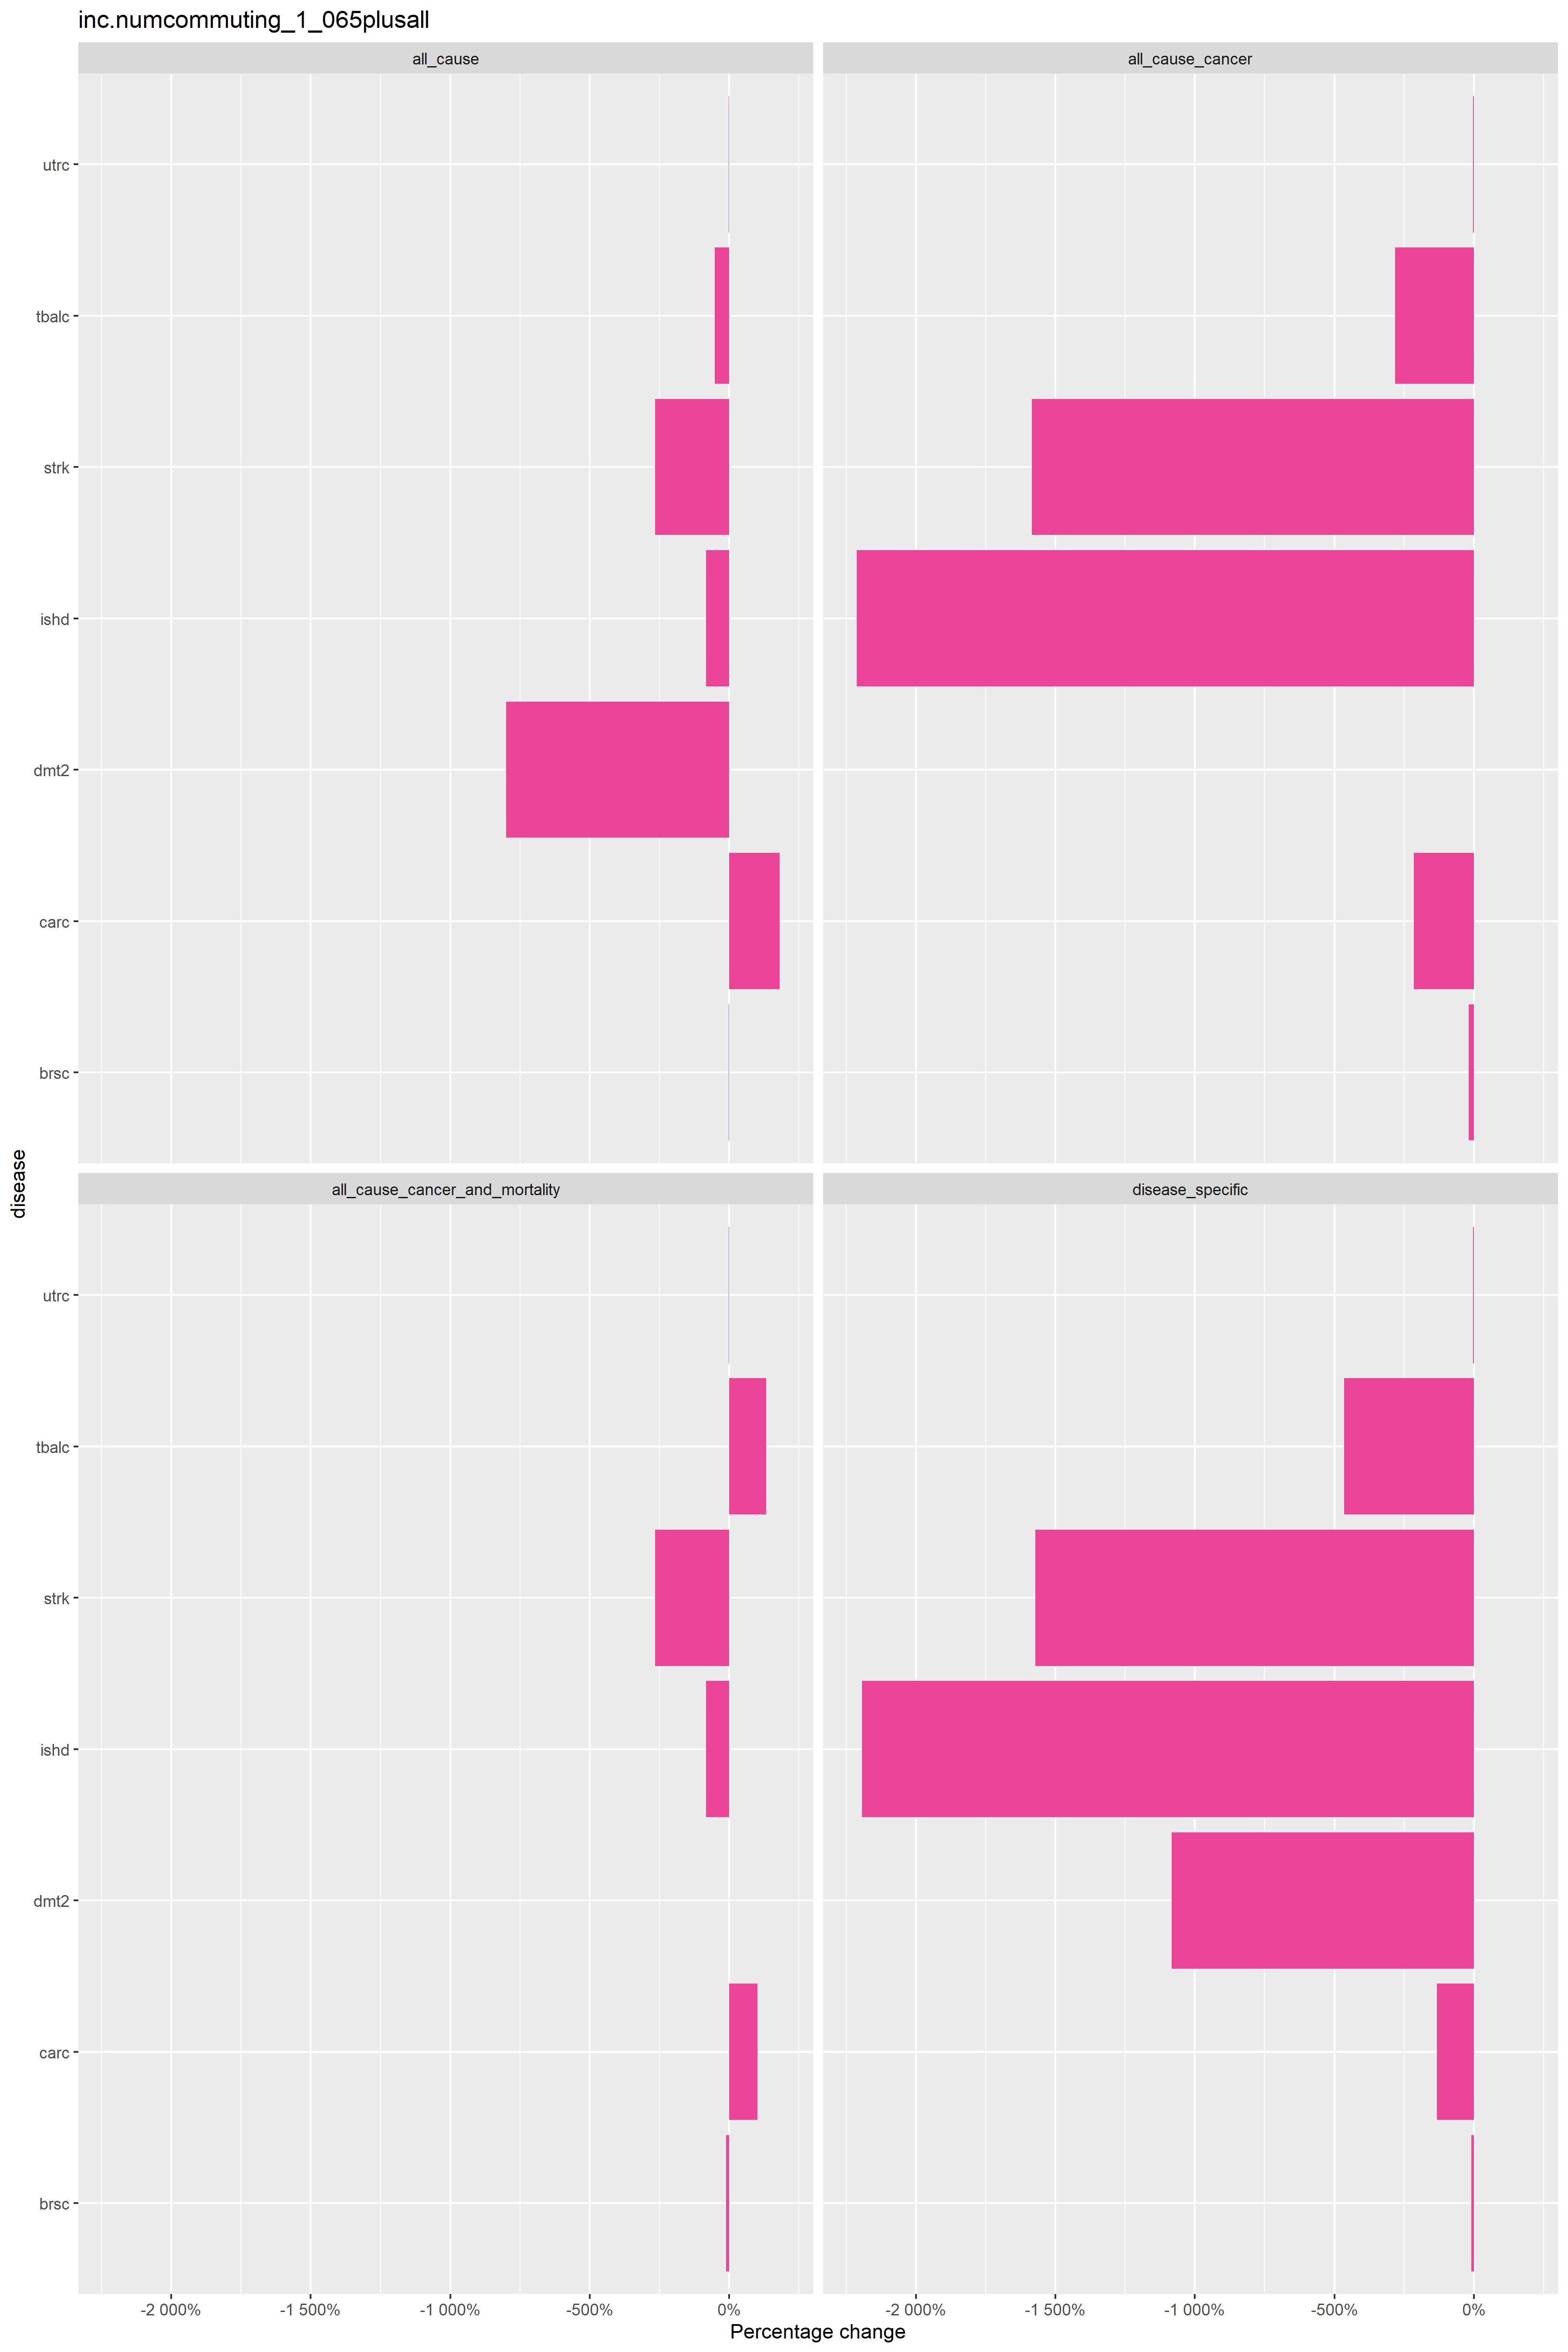 inc.numcommuting_1_065plusall
all_cause
all_cause_cancer
utrc
tbalc
strk
ishd
dmt2
carc
brsc
disease
all_cause_cancer_and_mortality
disease_specific
utrc
tbalc
strk
ishd
dmt2
carc
brsc
-2 000% -1 500% -1 000% -500% 0%
-2 000% -1 500% -1 000% -500% 0%
Percentage change